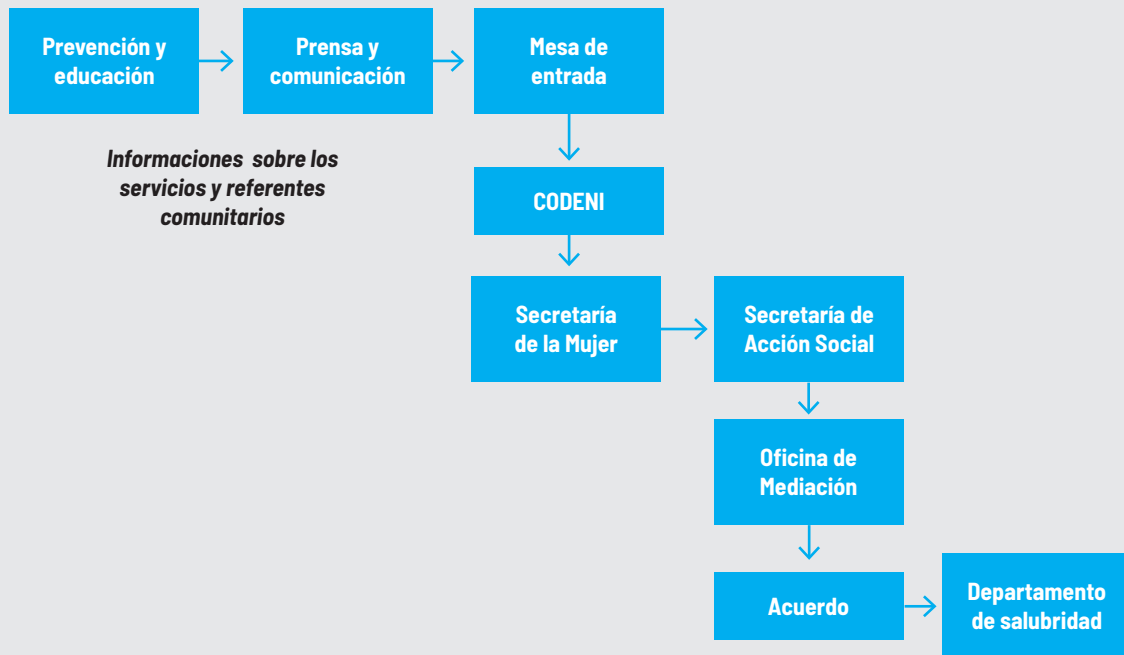 Prevención y
educación
Prensa y
comunicación
Mesa de
entrada
Informaciones sobre los
servicios y referentes
comunitarios
CODENI
Secretaría
de la Mujer
Secretaría de
Acción Social
Oficina de
Mediación
Acuerdo
Departamento
de salubridad